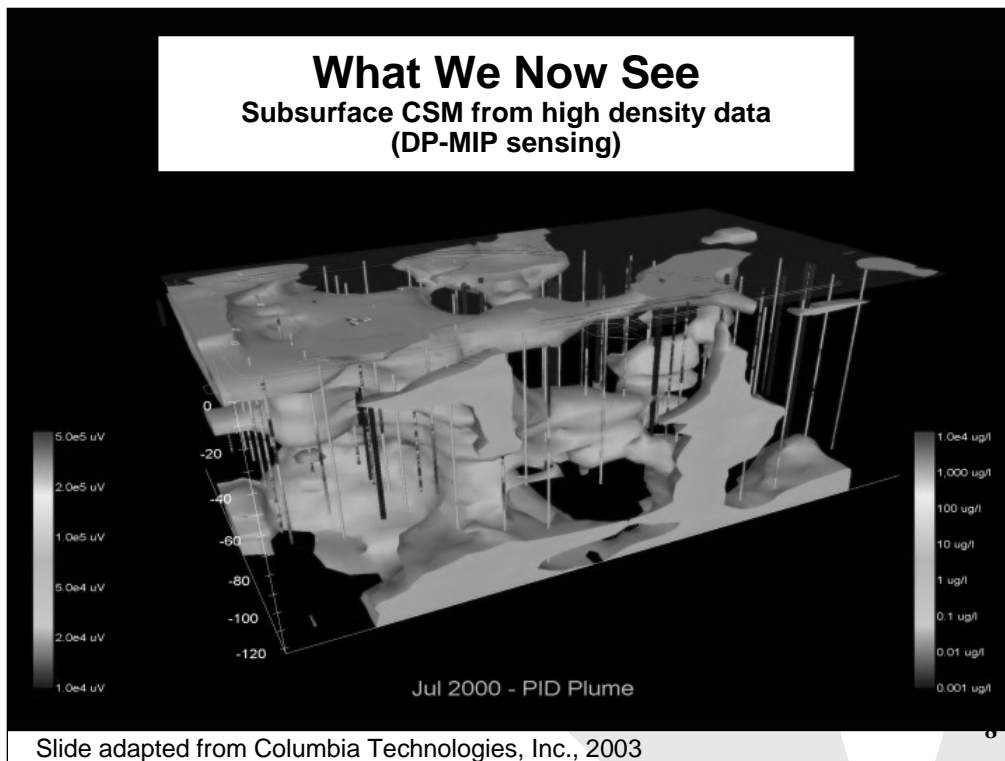 What We Now See
Subsurface CSM from high density data
(DP-MIP sensing)
0
-20
-40
-60
-80
-100
-120
5.0e5 uV
2.0e5 uV
1.0e5 uV
5.0e4 uV
2.0e4 uV
1.0e4 uV
1.0e4 ug/l
1,000 ug/l
100 ug/l
10 ug/l
1 ug/l
0.1 ug/l
0.01 ug/l
0.001 ug/l
Jul 2000 - PID Plume
8
Slide adapted from Columbia Technologies, Inc., 2003